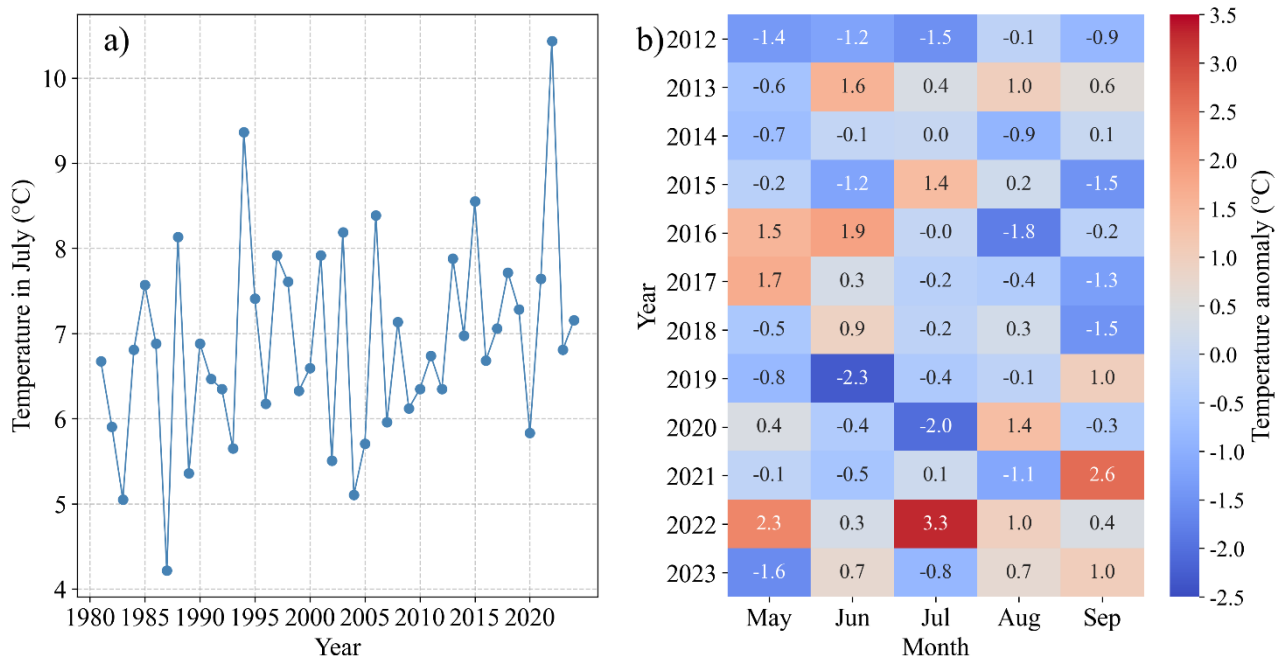 a)
Temperature in July (°C)
10
9
8
7
6
5
4
1980 1985 1990 1995 2000 2005 2010 2015 2020
Year
b)
Year
2012 -1.4 -1.2 -1.5 -0.1 -0.9
2013 -0.6 1.6 0.4 1.0 0.6
2014 -0.7 -0.1 0.0 -0.9 0.1
2015 -0.2 -1.2 1.4 0.2 -1.5
2016 1.5 1.9 -0.0 -1.8 -0.2
2017 1.7 0.3 -0.2 -0.4 -1.3
2018 -0.5 0.9 -0.2 0.3 -1.5
2019 -0.8 -2.3 -0.4 -0.1 1.0
2020 0.4 -0.4 -2.0 1.4 -0.3
2021 -0.1 -0.5 0.1 -1.1 2.6
2022 2.3 0.3 3.3 1.0 0.4
2023 -1.6 0.7 -0.8 0.7 1.0
May Jun Jul Aug Sep
Month
3.5
3.0
2.5
2.0
1.5
1.0
0.5
0.0
-0.5
-1.0
-1.5
-2.0
-2.5
Temperature anomaly (°C)